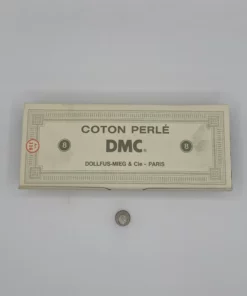 COTON PERLÉ
8 DMC® 8
DOLLFUS-MIEG & Cie - PARIS